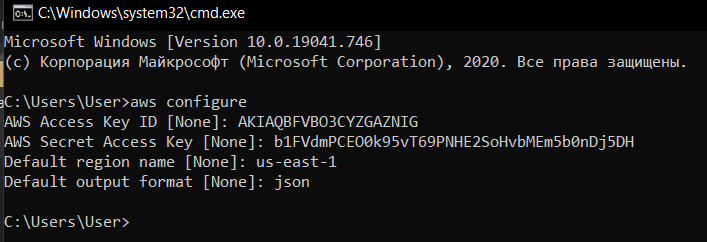 C:\Windows\system32\cmd.exe
Microsoft Windows [Version 10.0.19041.746]
(c) Корпорация Майкрософт (Microsoft Corporation), 2020. Все права защищены.
C:\Users\User>aws configure
AWS Access Key ID [None]: AKIAQBFVBO3CYZGAZNIG
AWS Secret Access Key [None]: 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
Default region name [None]: us-east-1
Default output format [None]: json
C:\Users\User>